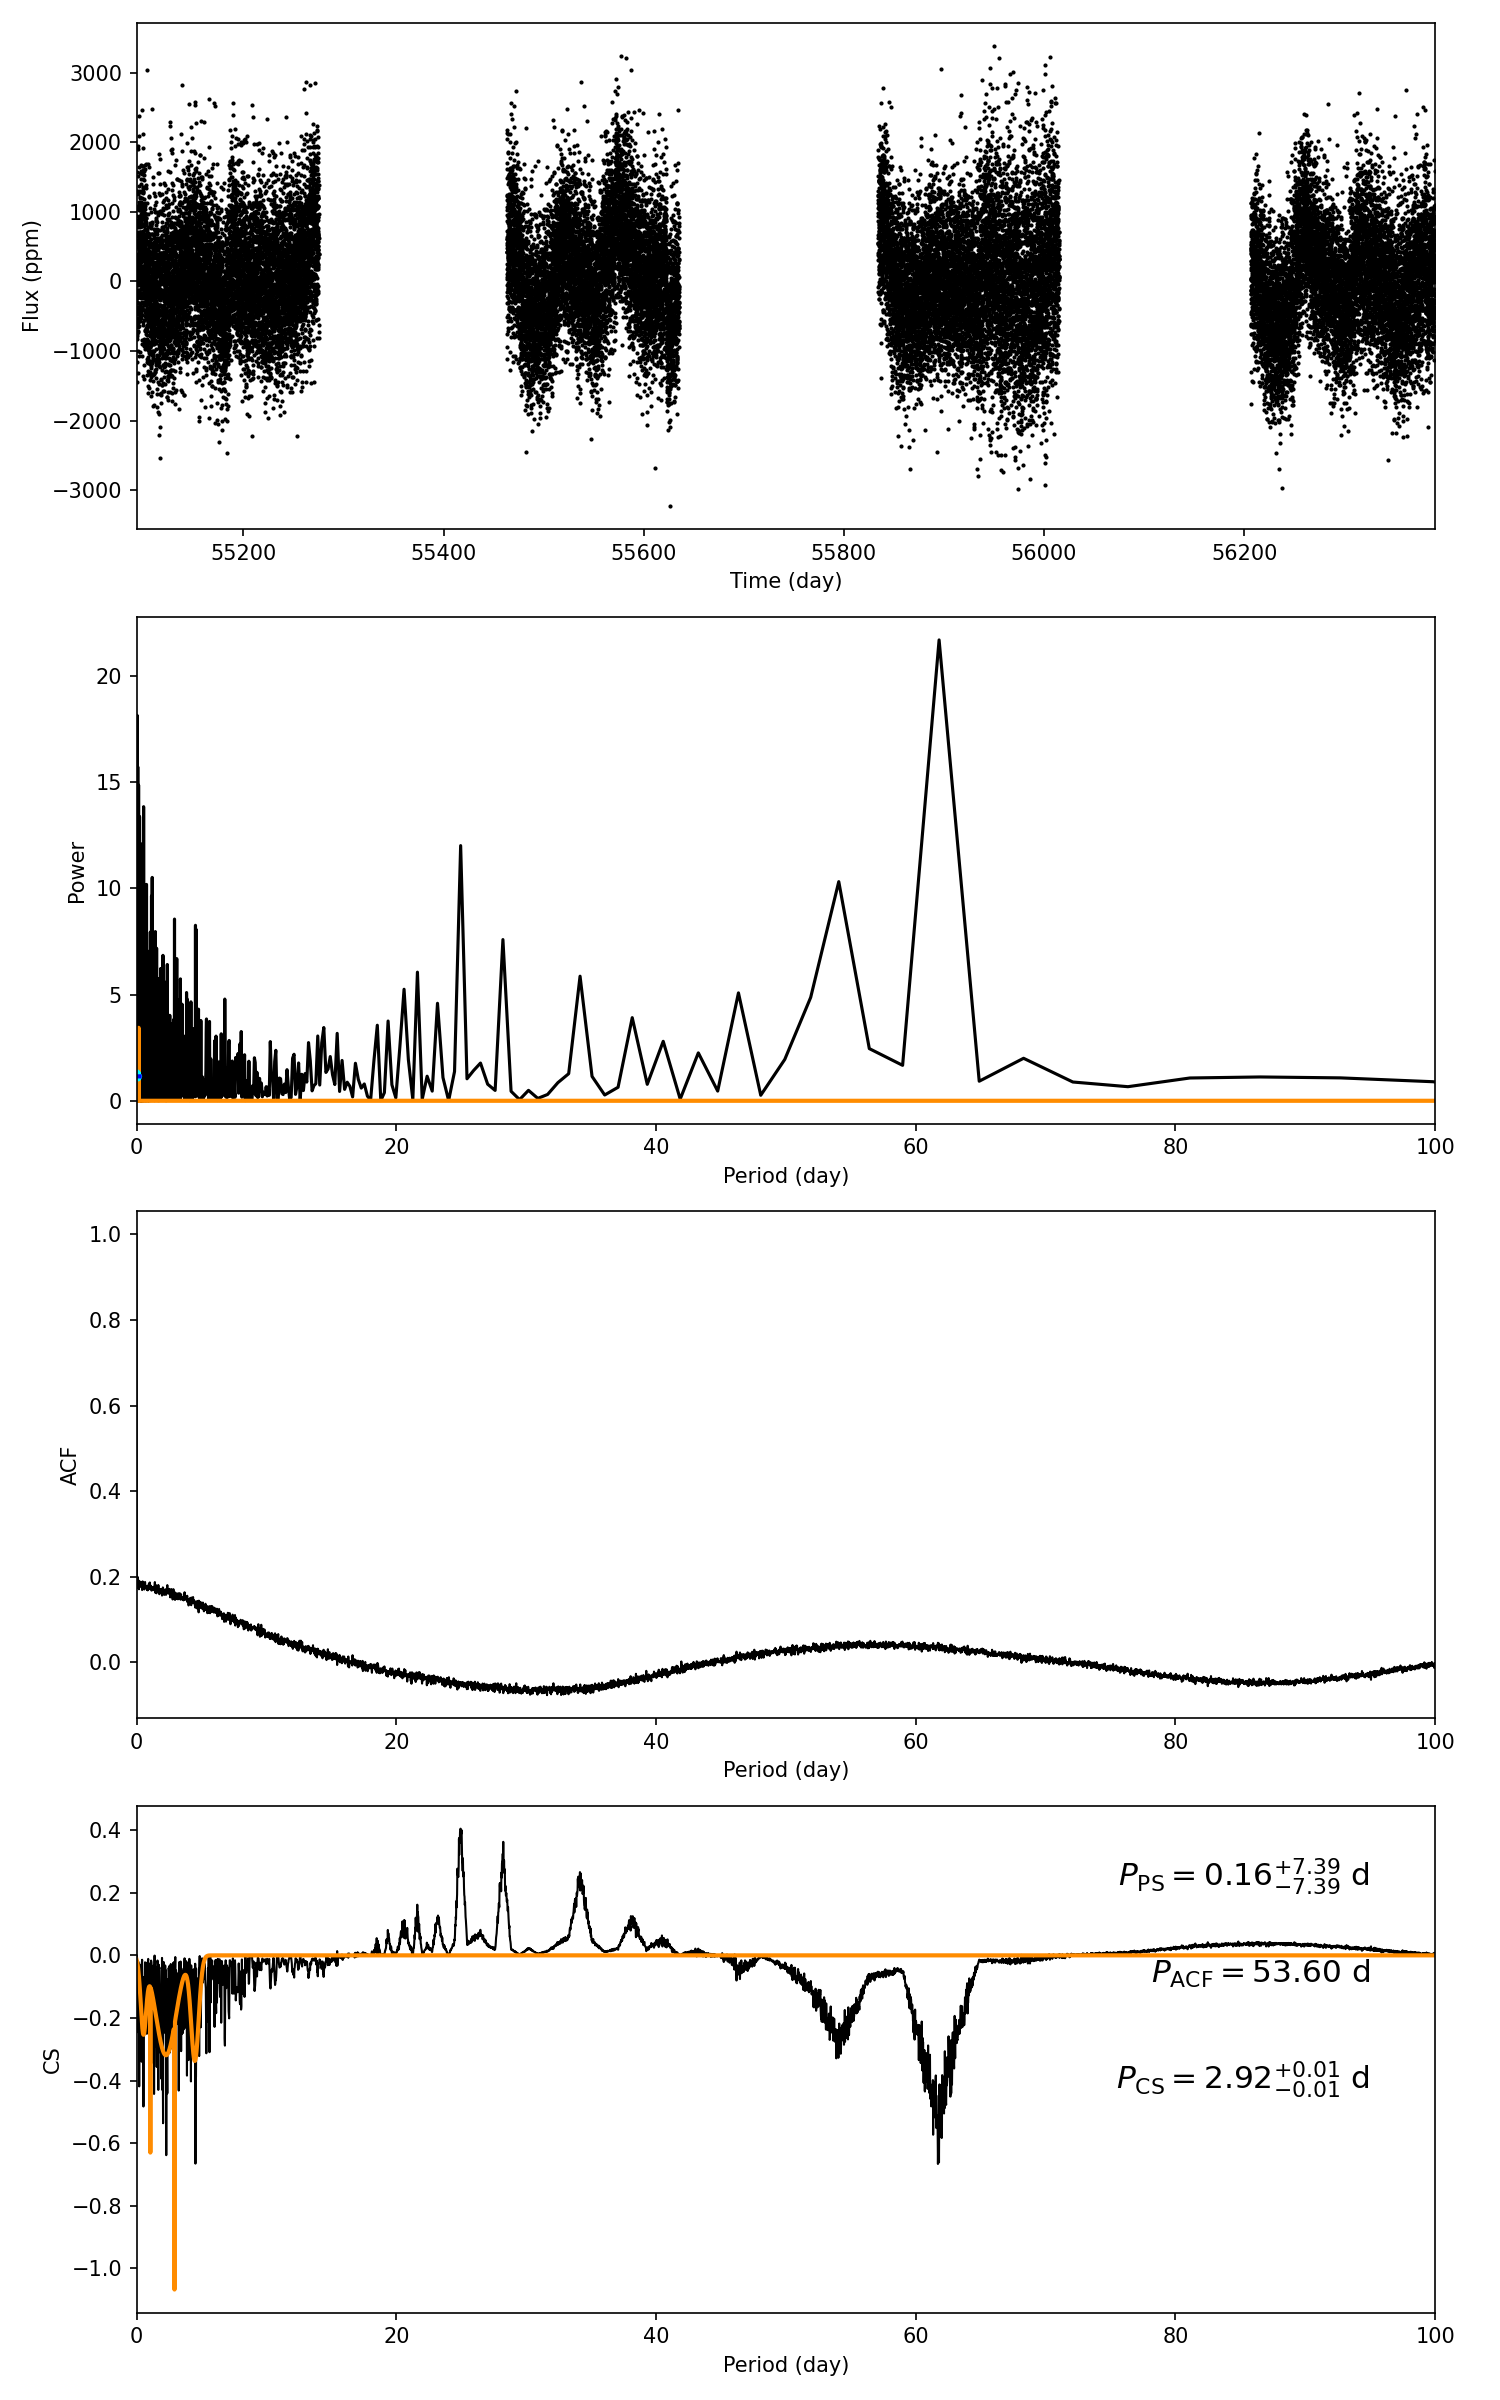 3000
2000
1000
0
−1000
−2000
−3000
Flux (ppm)
55200 55400 55600 55800 56000 56200
Time (day)
20
15
10
5
0
Power
0 20 40 60 80 100
Period (day)
1.0
0.8
0.6
0.4
0.2
0.0
ACF
0 20 40 60 80 100
Period (day)
0.4
0.2
0.0
−0.2
−0.4
−0.6
−0.8
−1.0
CS
P_PS = 0.16 +7.39 −7.39 d
P_ACF = 53.60 d
P_CS = 2.92 +0.01 −0.01 d
0 20 40 60 80 100
Period (day)